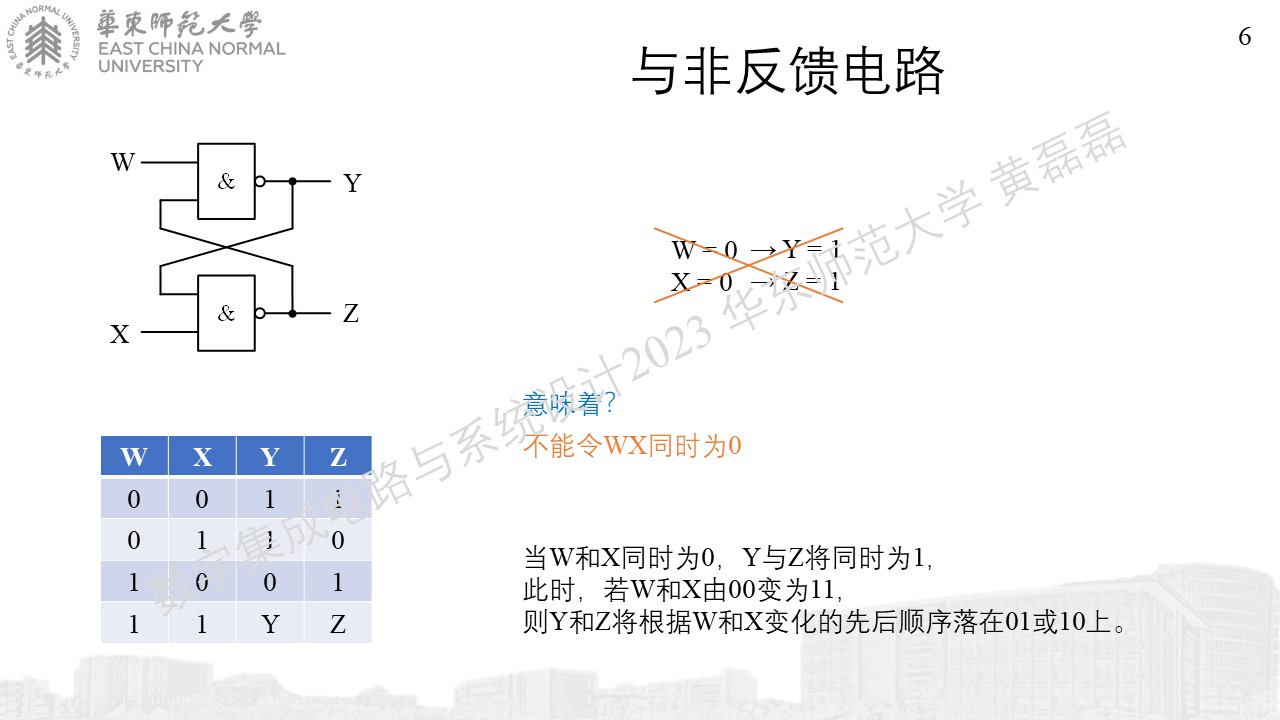 華東師範大學
EAST CHINA NORMAL
UNIVERSITY
EAST CHINA NORMAL UNIVERSITY
華東师范大学
6
与非反馈电路
W
&
Y
&
Z
X
W = 0 → Y = 1
X = 0 → Z = 1
意味着?
不能令WX同时为0
W X Y Z
0 0 1 1
0 1 1 0
1 0 0 1
1 1 Y Z
当W和X同时为0，Y与Z将同时为1，
此时，若W和X由00变为11，
则Y和Z将根据W和X变化的先后顺序落在01或10上。
数字集成电路与系统设计2023 华东师范大学 黄磊磊